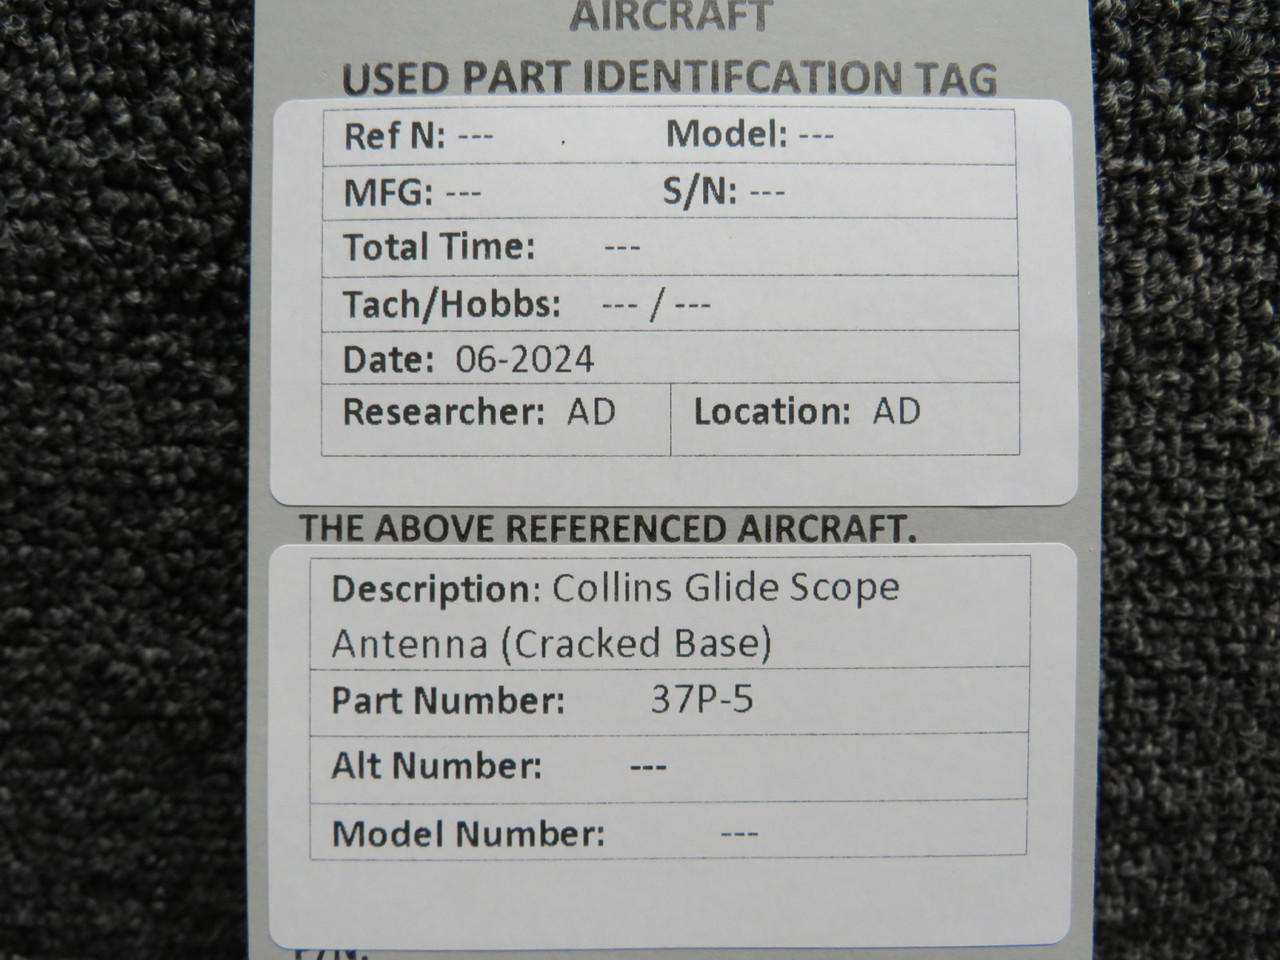 AIRCRAFT
USED PART IDENTIFCATION TAG
Ref N: --- Model: ---
MFG: --- S/N: ---
Total Time: ---
Tach/Hobbs: --- / ---
Date: 06-2024
Researcher: AD Location: AD
THE ABOVE REFERENCED AIRCRAFT.
Description: Collins Glide Scope
Antenna (Cracked Base)
Part Number: 37P-5
Alt Number: ---
Model Number: ---
P/N: